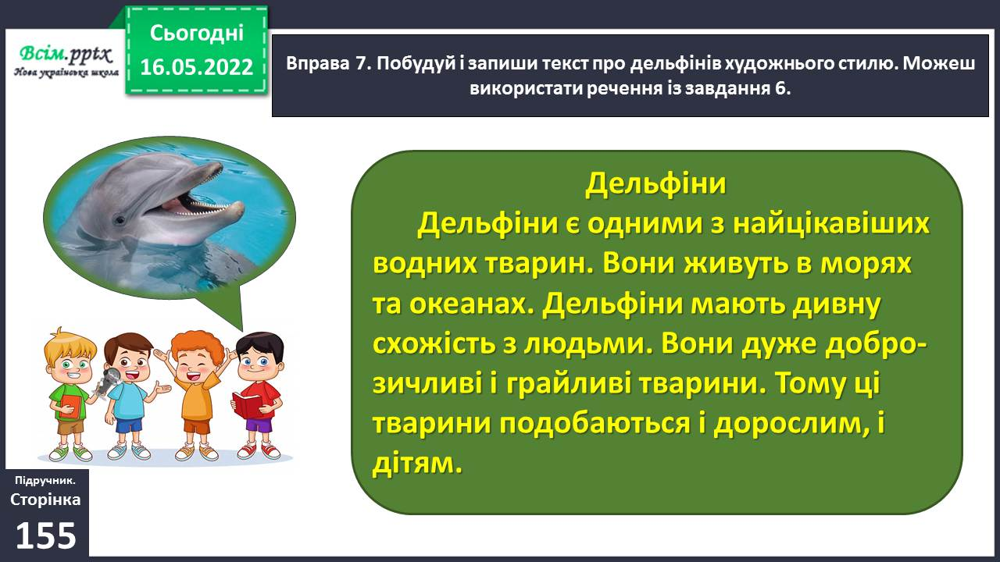 Сьогодні
16.05.2022
Всім.pptx
Нова українська школа
Вправа 7. Побудуй і запиши текст про дельфінів художнього стилю. Можеш
використати речення із завдання 6.
Дельфіни
Дельфіни є одними з найцікавіших
водних тварин. Вони живуть в морях
та океанах. Дельфіни мають дивну
схожість з людьми. Вони дуже добро-
зичливі і грайливі тварини. Тому ці
тварини подобаються і дорослим, і
дітям.
Підручник.
Сторінка
155